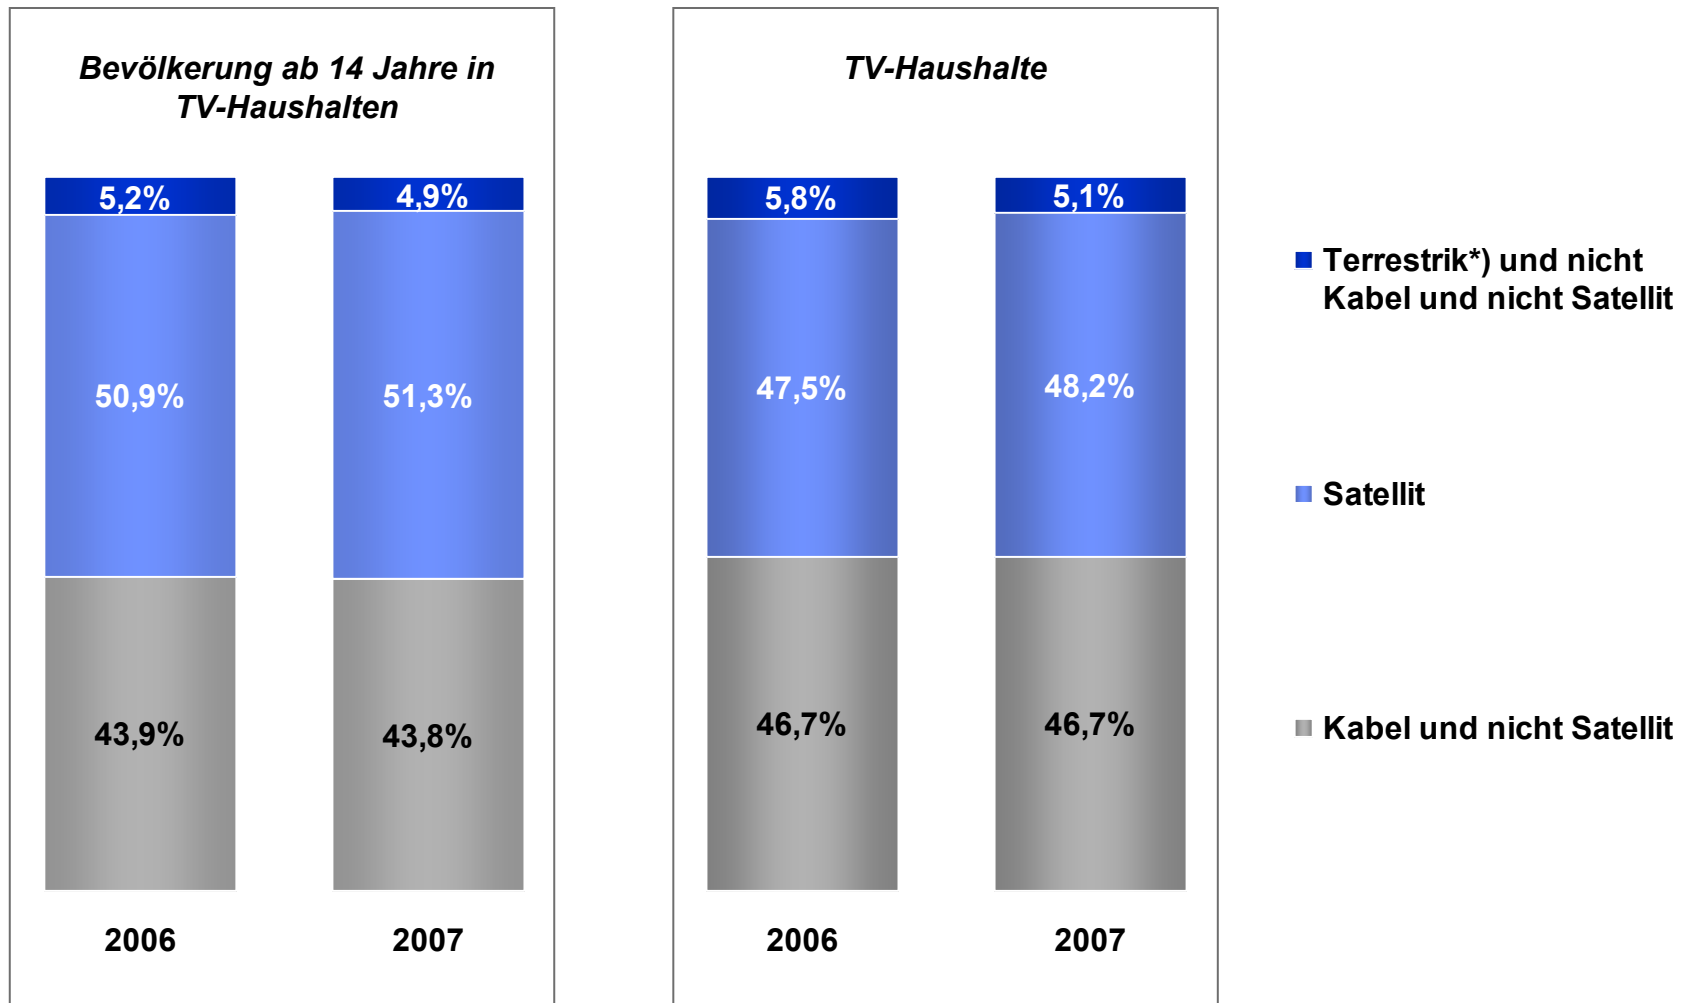 Bevölkerung ab 14 Jahre in
TV-Haushalten
5,2%
4,9%
50,9%
51,3%
43,9%
43,8%
2006
2007
TV-Haushalte
5,8%
5,1%
47,5%
48,2%
46,7%
46,7%
2006
2007
Terrestrik*) und nicht
Kabel und nicht Satellit
Satellit
Kabel und nicht Satellit